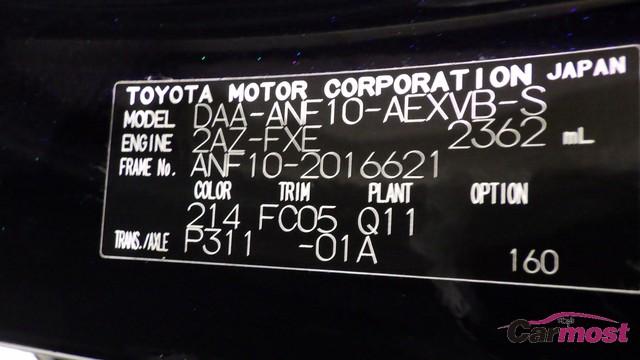 TOYOTA MOTOR CORPORATION JAPAN
MODEL DAA-ANF10-AEXVB-S
ENGINE 2AZ-FXE 2362 mL
FRAME No. ANF10-2016621
COLOR TRIM PLANT OPTION
214 FC05 Q11
TRANS./AXLE P311 -01A
160
Carmost